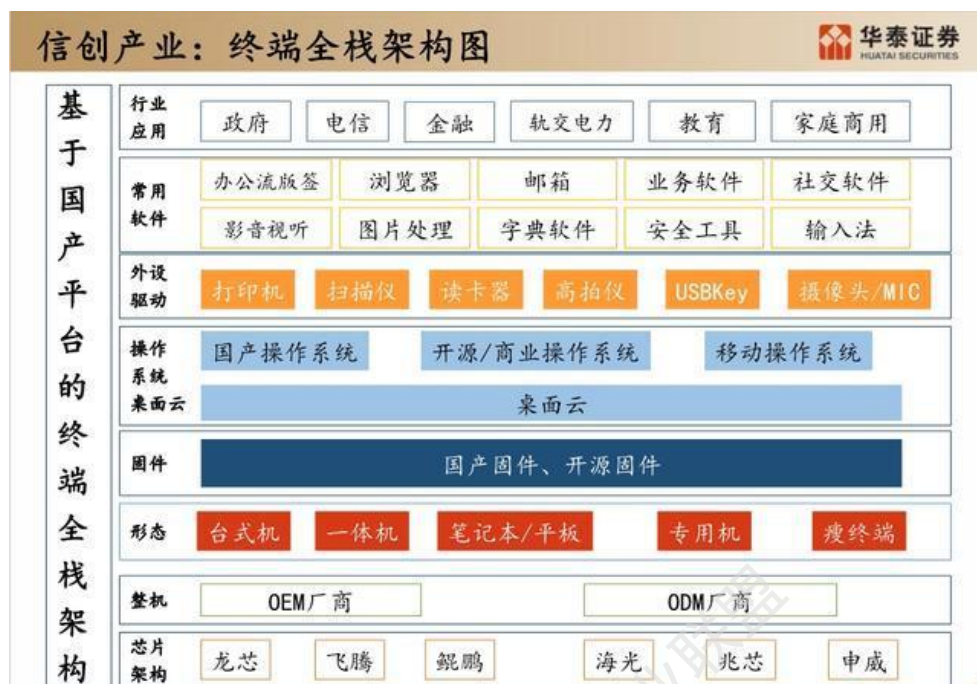 信创产业：终端全栈架构图
华泰证券
HUATAI SECURITIES
基于国产平台的终端全栈架构
行业
应用
政府 电信 金融 轨交电力 教育 家庭商用
常用
软件
办公流版签 浏览器 邮箱 业务软件 社交软件
影音视听 图片处理 字典软件 安全工具 输入法
外设
驱动
打印机 扫描仪 读卡器 高拍仪 USBKey 摄像头/MIC
操作
系统
桌面云
国产操作系统 开源/商业操作系统 移动操作系统
桌面云
固件
国产固件、开源固件
形态
台式机 一体机 笔记本/平板 专用机 瘦终端
整机
OEM厂商 ODM厂商
芯片
架构
龙芯 飞腾 鲲鹏 海光 兆芯 申威
业联盟